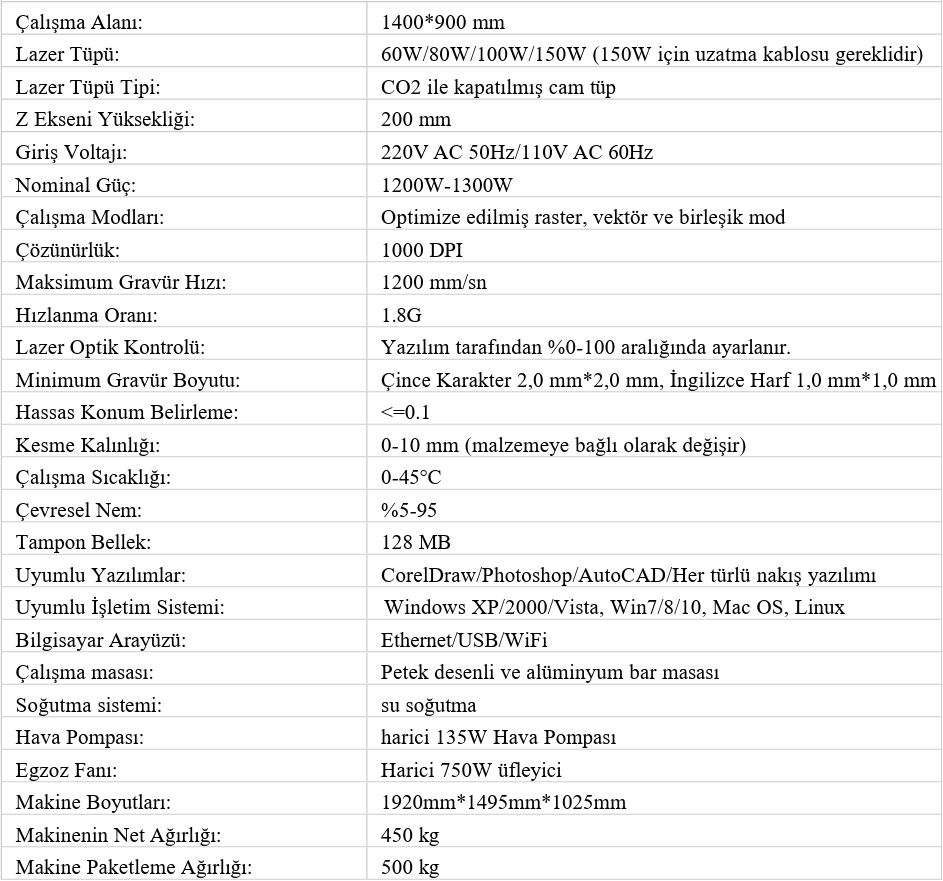 Çalışma Alanı: 1400*900 mm
Lazer Tüpü: 60W/80W/100W/150W (150W için uzatma kablosu gereklidir)
Lazer Tüpü Tipi: CO2 ile kapatılmış cam tüp
Z Ekseni Yüksekliği: 200 mm
Giriş Voltajı: 220V AC 50Hz/110V AC 60Hz
Nominal Güç: 1200W-1300W
Çalışma Modları: Optimize edilmiş raster, vektör ve birleşik mod
Çözünürlük: 1000 DPI
Maksimum Gravür Hızı: 1200 mm/sn
Hızlanma Oranı: 1.8G
Lazer Optik Kontrolü: Yazılım tarafından %0-100 aralığında ayarlanır.
Minimum Gravür Boyutu: Çince Karakter 2,0 mm*2,0 mm, İngilizce Harf 1,0 mm*1,0 mm
Hassas Konum Belirleme: <=0.1
Kesme Kalınlığı: 0-10 mm (malzemeye bağlı olarak değişir)
Çalışma Sıcaklığı: 0-45°C
Çevresel Nem: %5-95
Tampon Bellek: 128 MB
Uyumlu Yazılımlar: CorelDraw/Photoshop/AutoCAD/Her türlü nakış yazılımı
Uyumlu İşletim Sistemi: Windows XP/2000/Vista, Win7/8/10, Mac OS, Linux
Bilgisayar Arayüzü: Ethernet/USB/WiFi
Çalışma masası: Petek desenli ve alüminyum bar masası
Soğutma sistemi: su soğutma
Hava Pompası: harici 135W Hava Pompası
Egzoz Fanı: Harici 750W üfleyici
Makine Boyutları: 1920mm*1495mm*1025mm
Makinenin Net Ağırlığı: 450 kg
Makine Paketleme Ağırlığı: 500 kg